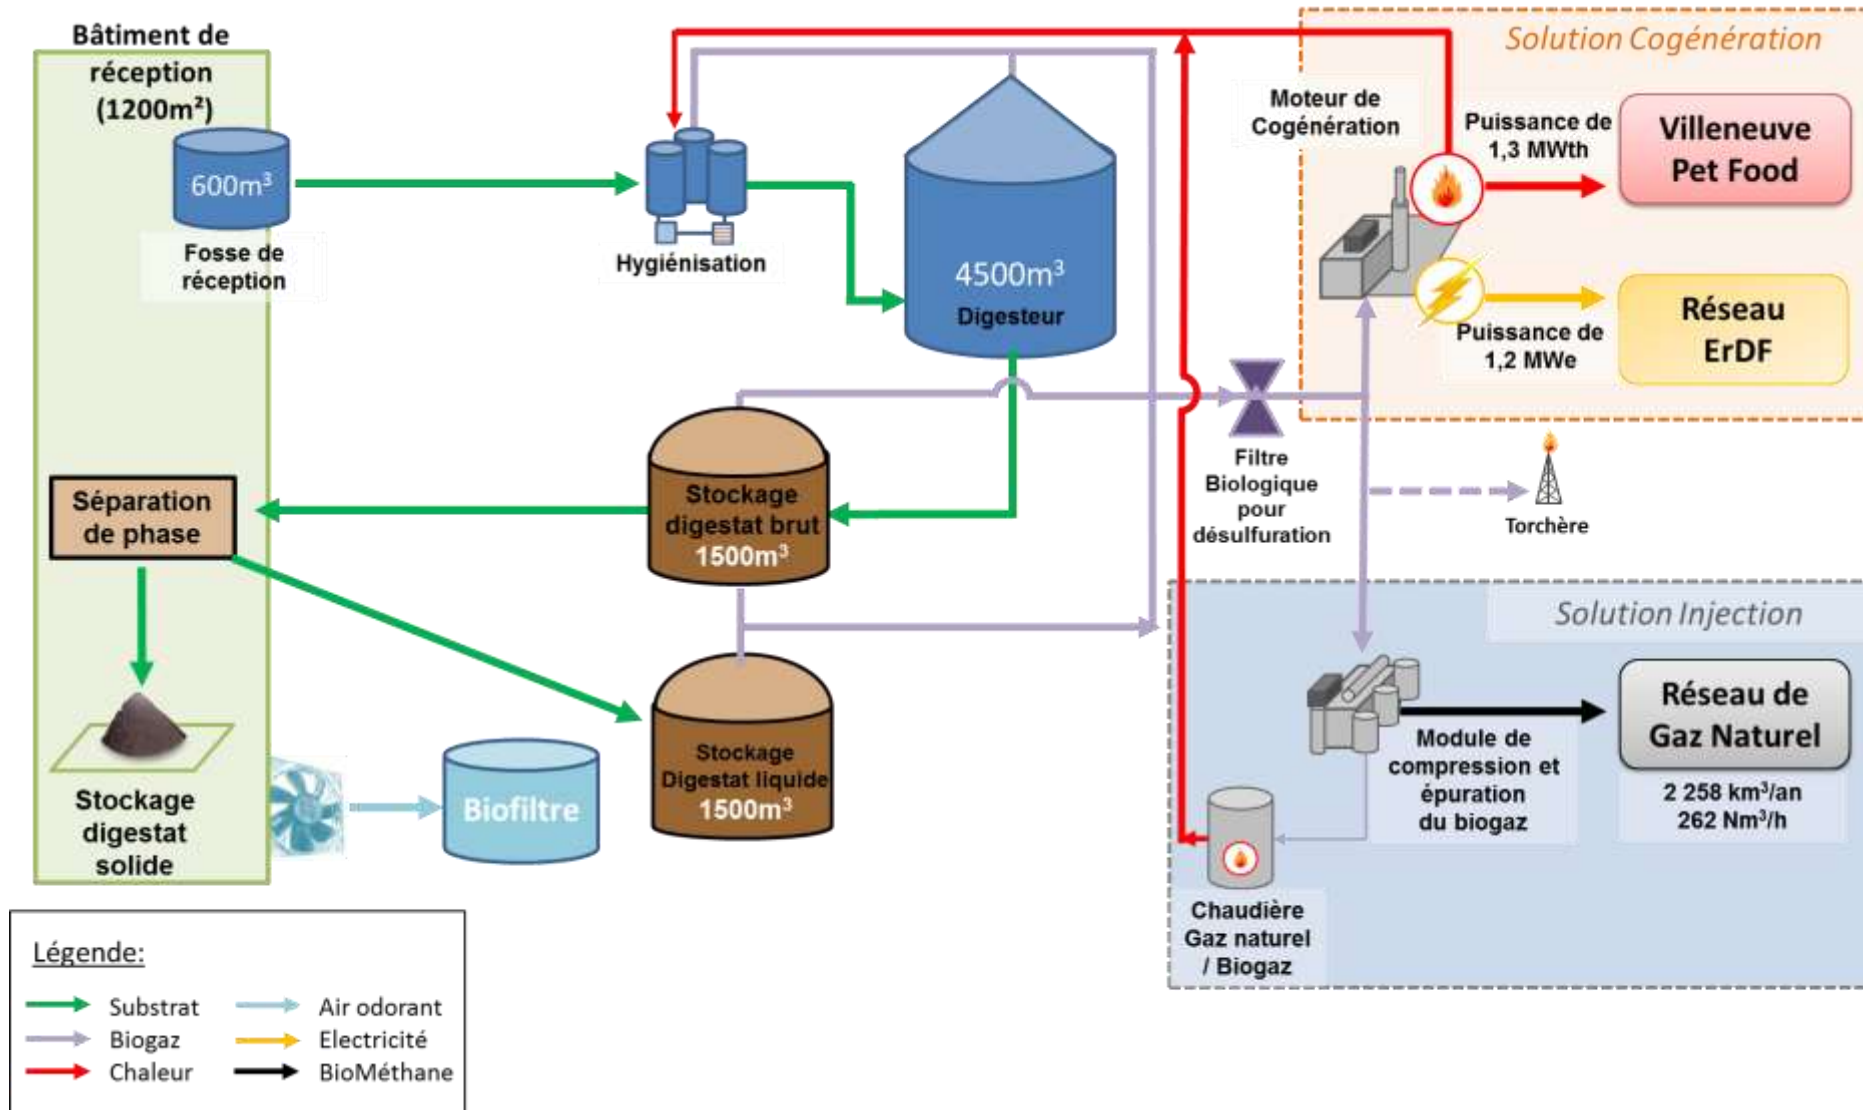 Bâtiment de
réception
(1200m²)
600m³
Fosse de
réception
Hygiénisation
4500m³
Digesteur
Solution Cogénération
Moteur de
Cogénération
Puissance de
1,3 MWth
Villeneuve
Pet Food
Puissance de
1,2 MWe
Réseau
ErDF
Filtre
Biologique
pour
désulfuration
Torchère
Séparation
de phase
Stockage
digestat brut
1500m³
Stockage
digestat
solide
Biofiltre
Stockage
Digestat liquide
1500m³
Solution Injection
Module de
compression et
épuration
du biogaz
Réseau de
Gaz Naturel
2 258 km³/an
262 Nm³/h
Chaudière
Gaz naturel
/ Biogaz
Légende:
Substrat
Air odorant
Biogaz
Electricité
Chaleur
BioMéthane